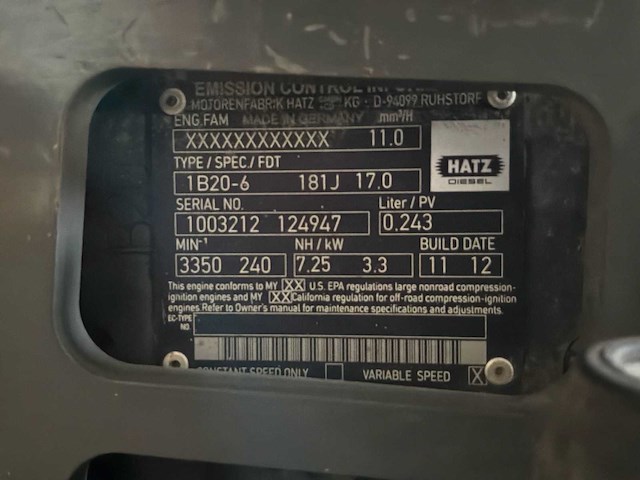 EMISSION CONTROL
MOTORENFABRIK HATZ KG · D-94099 RUHSTORF
ENG.FAM MADE IN GERMANY mm³/H
XXXXXXXXXXXX 11.0
HATZ
DIESEL
TYPE / SPEC / FDT
1B20-6 181J 17.0
SERIAL NO. Liter / PV
1003212 124947 0.243
MIN⁻¹ NH / kW BUILD DATE
3350 240 7.25 3.3 11 12
This engine conforms to MY XX U.S. EPA regulations large nonroad compression-
ignition engines and MY XX California regulation for off-road compression-ignition
engines. Refer to Owner's manual for maintenance specifications and adjustments.
EC-TYPE
NO.
CONSTANT SPEED ONLY VARIABLE SPEED X